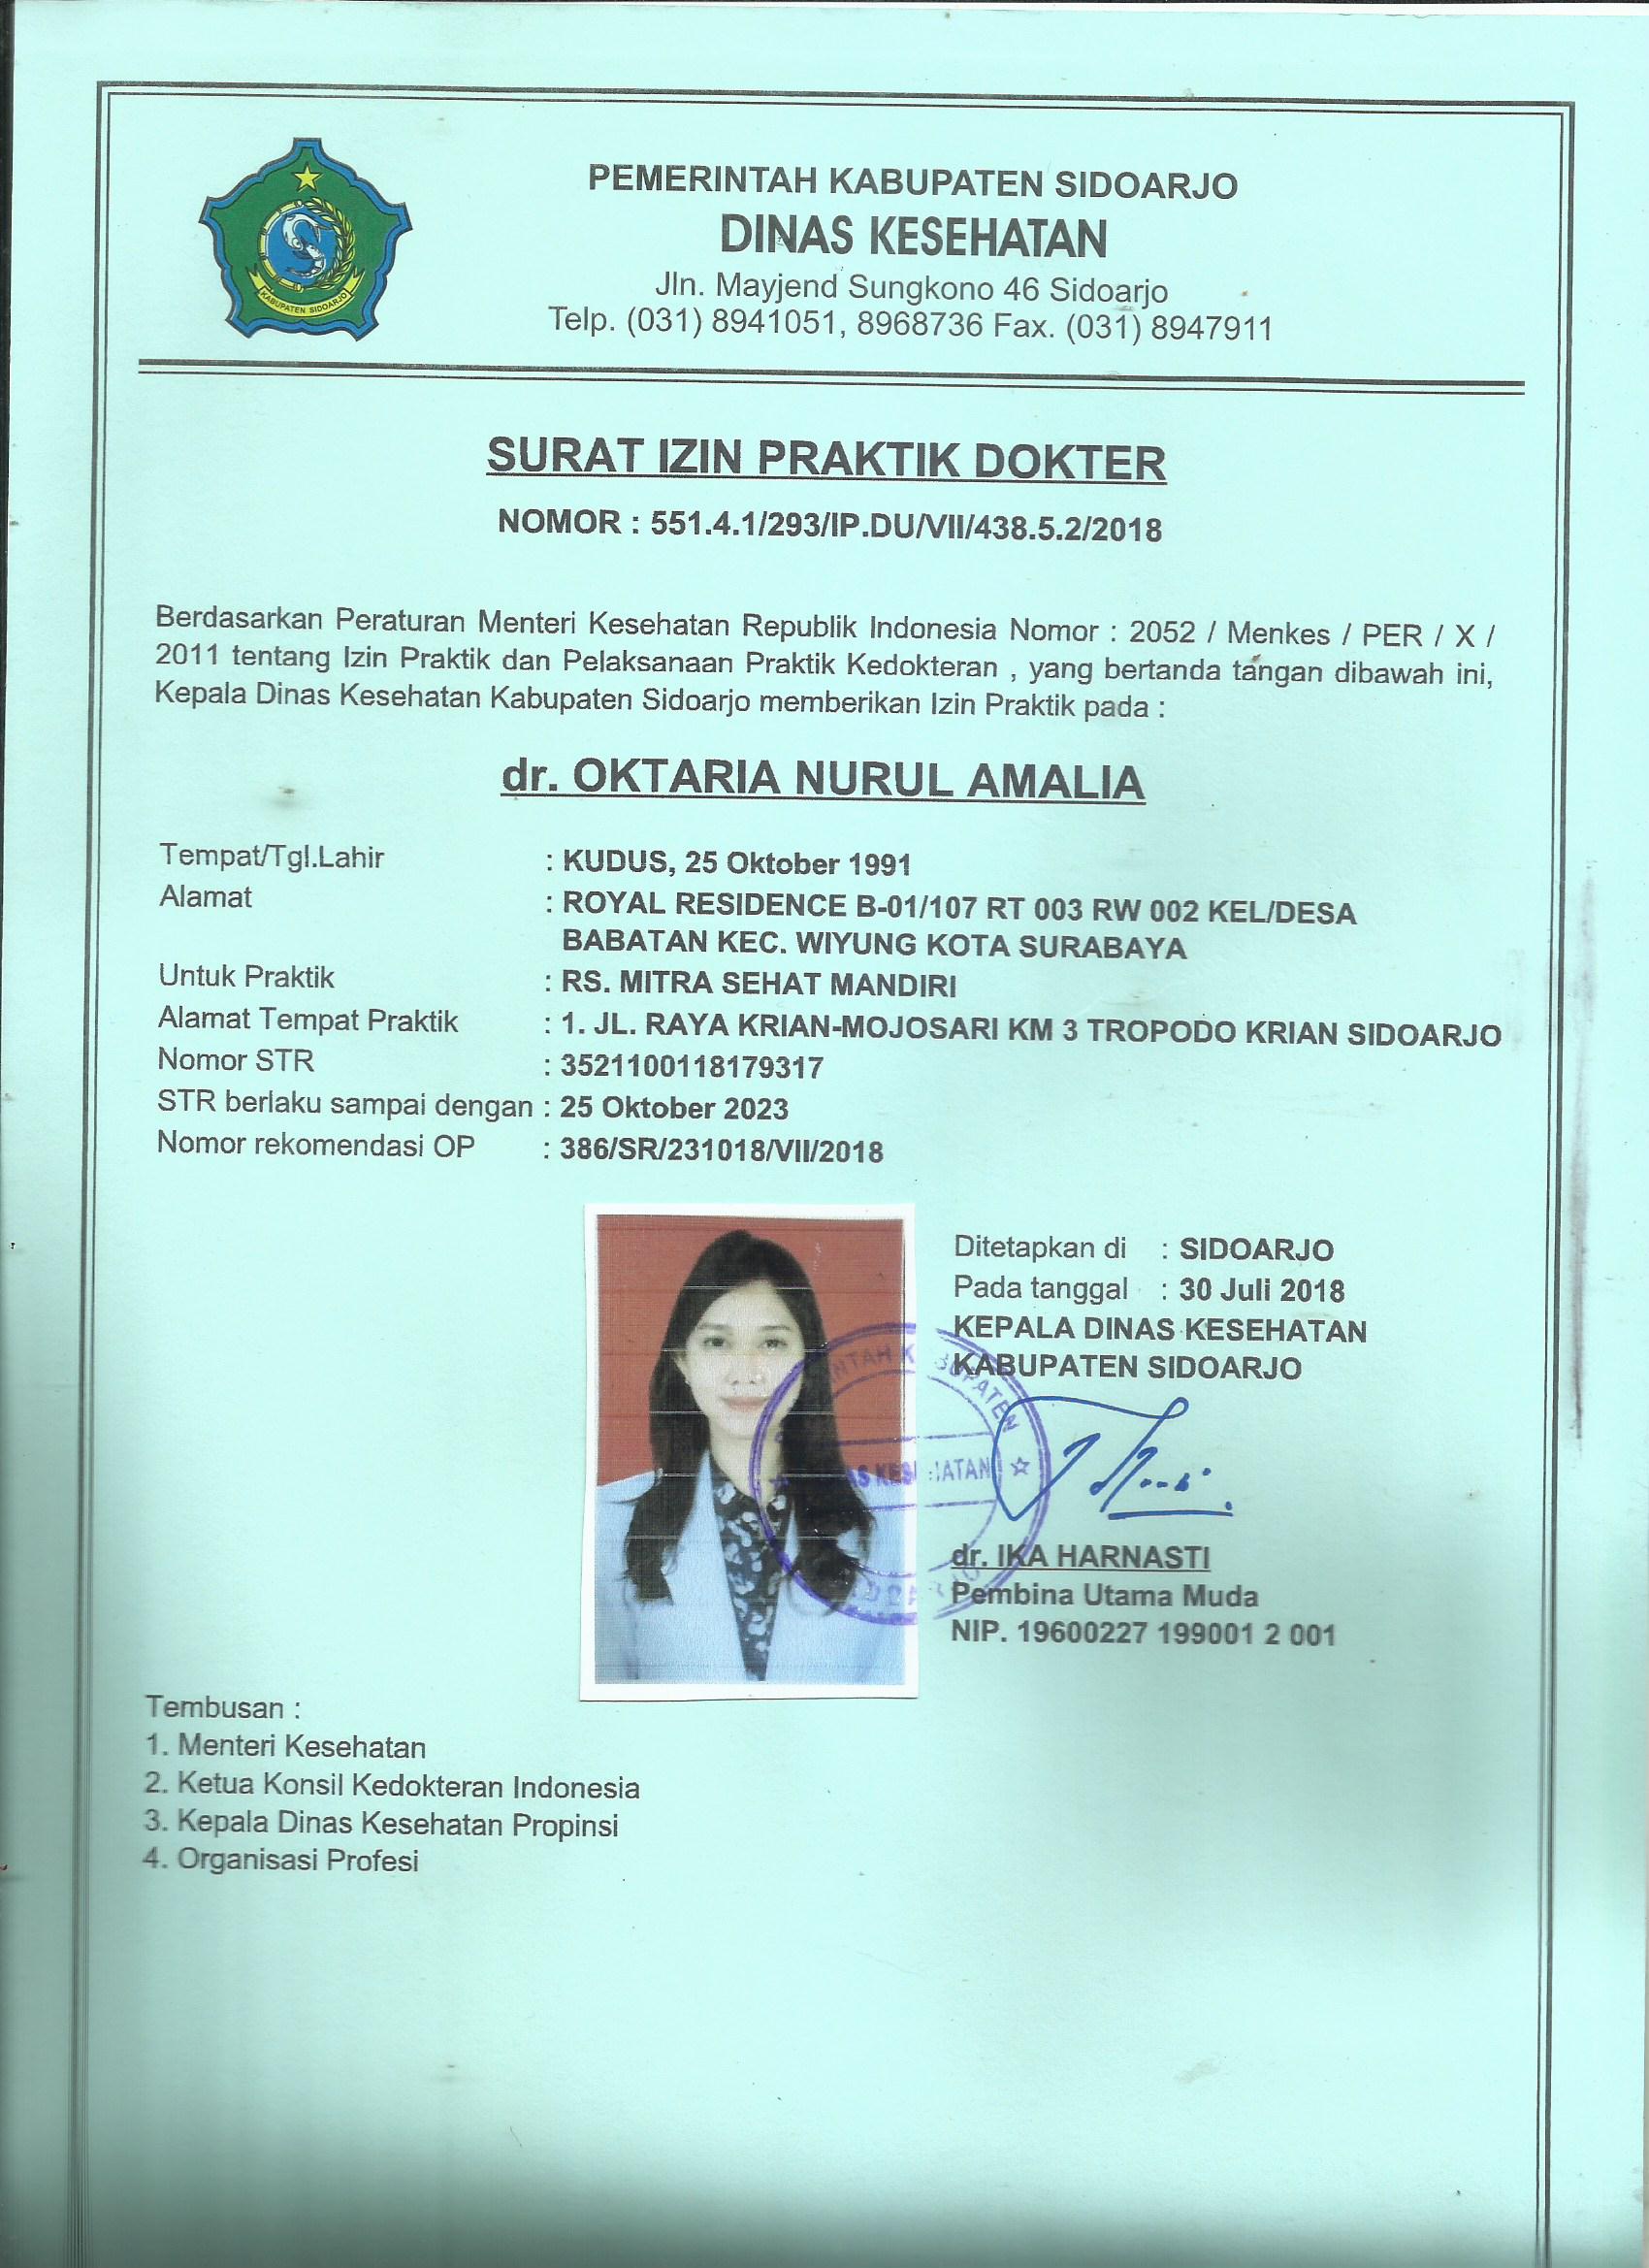 PEMERINTAH KABUPATEN SIDOARJO
DINAS KESEHATAN
Jln. Mayjend Sungkono 46 Sidoarjo
Telp. (031) 8941051, 8968736 Fax. (031) 8947911
KABUPATEN SIDOARJO
SURAT IZIN PRAKTIK DOKTER
NOMOR : 551.4.1/293/IP.DU/VII/438.5.2/2018
Berdasarkan Peraturan Menteri Kesehatan Republik Indonesia Nomor : 2052 / Menkes / PER / X /
2011 tentang Izin Praktik dan Pelaksanaan Praktik Kedokteran , yang bertanda tangan dibawah ini,
Kepala Dinas Kesehatan Kabupaten Sidoarjo memberikan Izin Praktik pada :
dr. OKTARIA NURUL AMALIA
Tempat/Tgl.Lahir : KUDUS, 25 Oktober 1991
Alamat : ROYAL RESIDENCE B-01/107 RT 003 RW 002 KEL/DESA
BABATAN KEC. WIYUNG KOTA SURABAYA
Untuk Praktik : RS. MITRA SEHAT MANDIRI
Alamat Tempat Praktik : 1. JL. RAYA KRIAN-MOJOSARI KM 3 TROPODO KRIAN SIDOARJO
Nomor STR : 3521100118179317
STR berlaku sampai dengan : 25 Oktober 2023
Nomor rekomendasi OP : 386/SR/231018/VII/2018
Ditetapkan di : SIDOARJO
Pada tanggal : 30 Juli 2018
KEPALA DINAS KESEHATAN
KABUPATEN SIDOARJO
dr. IKA HARNASTI
Pembina Utama Muda
NIP. 19600227 199001 2 001
Tembusan :
1. Menteri Kesehatan
2. Ketua Konsil Kedokteran Indonesia
3. Kepala Dinas Kesehatan Propinsi
4. Organisasi Profesi